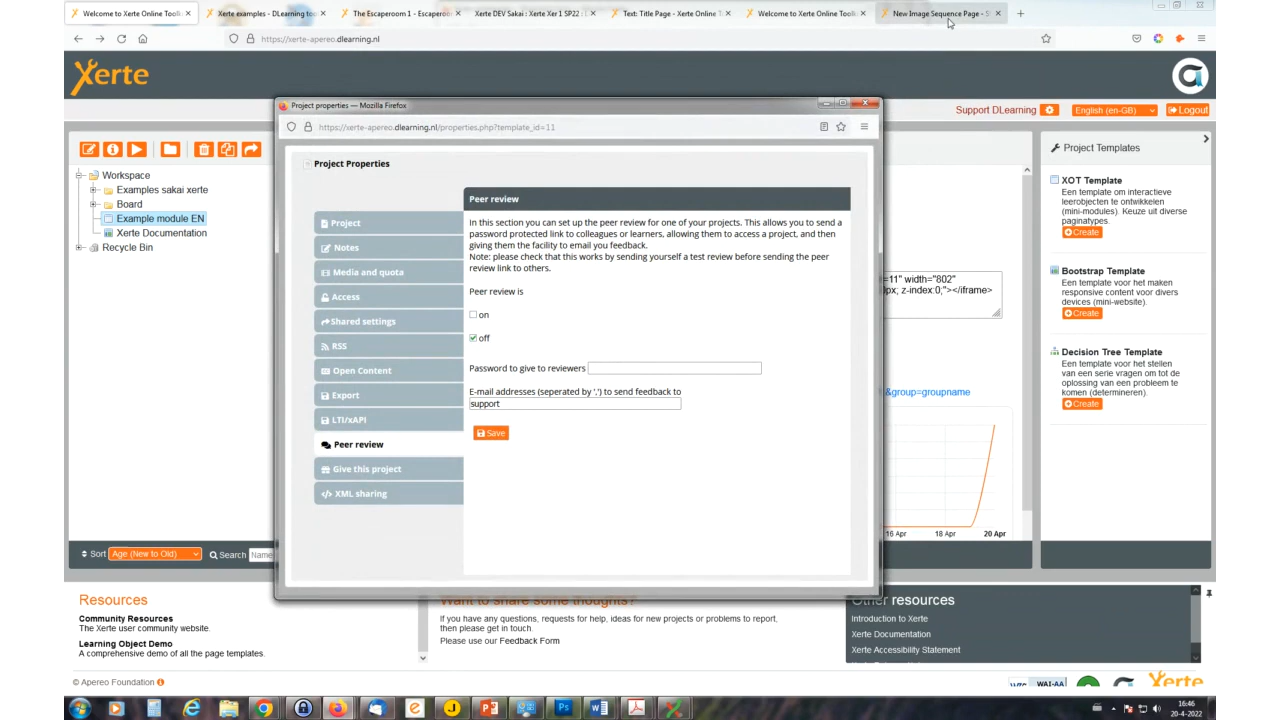 Welcome to Xerte Online Toolk
Xerte examples - DLearning too
The Escaperoom 1 - Escaperoo
Xerte DEV Sakai : Xerte Xer 1 SP22 : E
Text: Title Page - Xerte Online T
Welcome to Xerte Online Toolk
New Image Sequence Page - S
https://xerte-apereo.dlearning.nl
Xerte
Support DLearning
English (en-GB)
Logout
Project properties — Mozilla Firefox
https://xerte-apereo.dlearning.nl/properties.php?template_id=11
Project Properties
Workspace
Examples sakai xerte
Board
Example module EN
Xerte Documentation
Recycle Bin
Project
Notes
Media and quota
Access
Shared settings
RSS
Open Content
Export
LTI/xAPI
Peer review
Give this project
XML sharing
Peer review
In this section you can set up the peer review for one of your projects. This allows you to send a
password protected link to colleagues or learners, allowing them to access a project, and then
giving them the facility to email you feedback.
Note: please check that this works by sending yourself a test review before sending the peer
review link to others.
Peer review is
on
off
Password to give to reviewers
E-mail addresses (seperated by ',') to send feedback to
support
Save
=11" width="802"
0px; z-index:0;"></iframe>
&group=groupname
16 Apr
18 Apr
20 Apr
Project Templates
XOT Template
Een template om interactieve
leerobjecten te ontwikkelen
(mini-modules). Keuze uit diverse
paginatypes.
Create
Bootstrap Template
Een template voor het maken
responsive content voor divers
devices (mini-website).
Create
Decision Tree Template
Een template voor het stellen
van een serie vragen om tot de
oplossing van een probleem te
komen (determineren).
Create
Sort
Age (New to Old)
Search
Name
Resources
Community Resources
The Xerte user community website.
Learning Object Demo
A comprehensive demo of all the page templates.
Want to share some thoughts?
If you have any questions, requests for help, ideas for new projects or problems to report,
then please get in touch.
Please use our Feedback Form
Other resources
Introduction to Xerte
Xerte Documentation
Xerte Accessibility Statement
© Apereo Foundation
WAI-AA
Xerte
16:46
20-4-2022